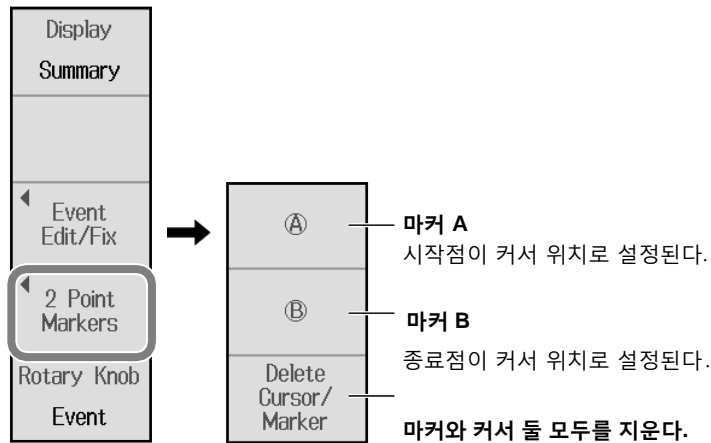 Display
Summary
Event
Edit/Fix
2 Point
Markers
Rotary Knob
Event
Ⓐ
Ⓑ
Delete
Cursor/
Marker
마커 A
시작점이 커서 위치로 설정된다.
마커 B
종료점이 커서 위치로 설정된다.
마커와 커서 둘 모두를 지운다.